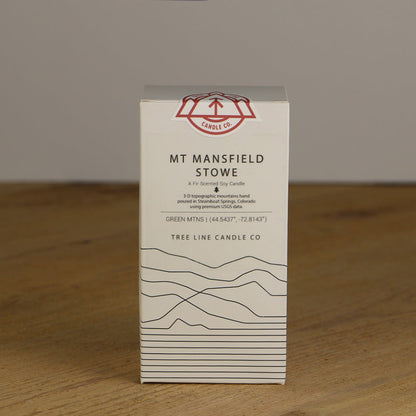 CANDLE CO.
MT MANSFIELD
STOWE
A Fir Scented Soy Candle
3-D topographic mountains hand
poured in Steamboat Springs, Colorado
using premium USGS data.
GREEN MTNS } (44.5437°, -72.8143°)
TREE LINE CANDLE CO